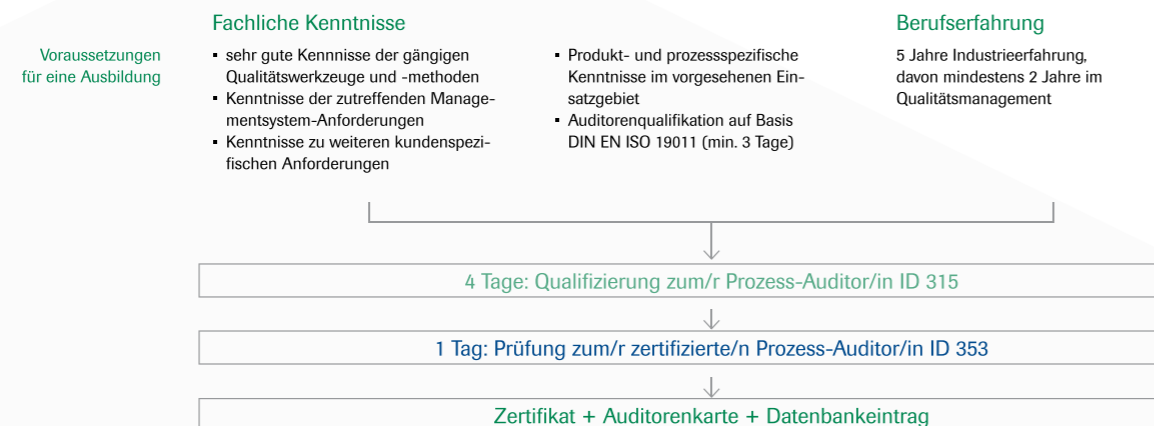 Fachliche Kenntnisse
Berufserfahrung
Voraussetzungen
für eine Ausbildung
▪ sehr gute Kennnisse der gängigen
Qualitätswerkzeuge und -methoden
▪ Kenntnisse der zutreffenden Manage-
mentsystem-Anforderungen
▪ Kenntnisse zu weiteren kundenspezi-
fischen Anforderungen
▪ Produkt- und prozessspezifische
Kenntnisse im vorgesehenen Ein-
satzgebiet
▪ Auditorenqualifikation auf Basis
DIN EN ISO 19011 (min. 3 Tage)
5 Jahre Industrieerfahrung,
davon mindestens 2 Jahre im
Qualitätsmanagement
4 Tage: Qualifizierung zum/r Prozess-Auditor/in ID 315
1 Tag: Prüfung zum/r zertifizierte/n Prozess-Auditor/in ID 353
Zertifikat + Auditorenkarte + Datenbankeintrag